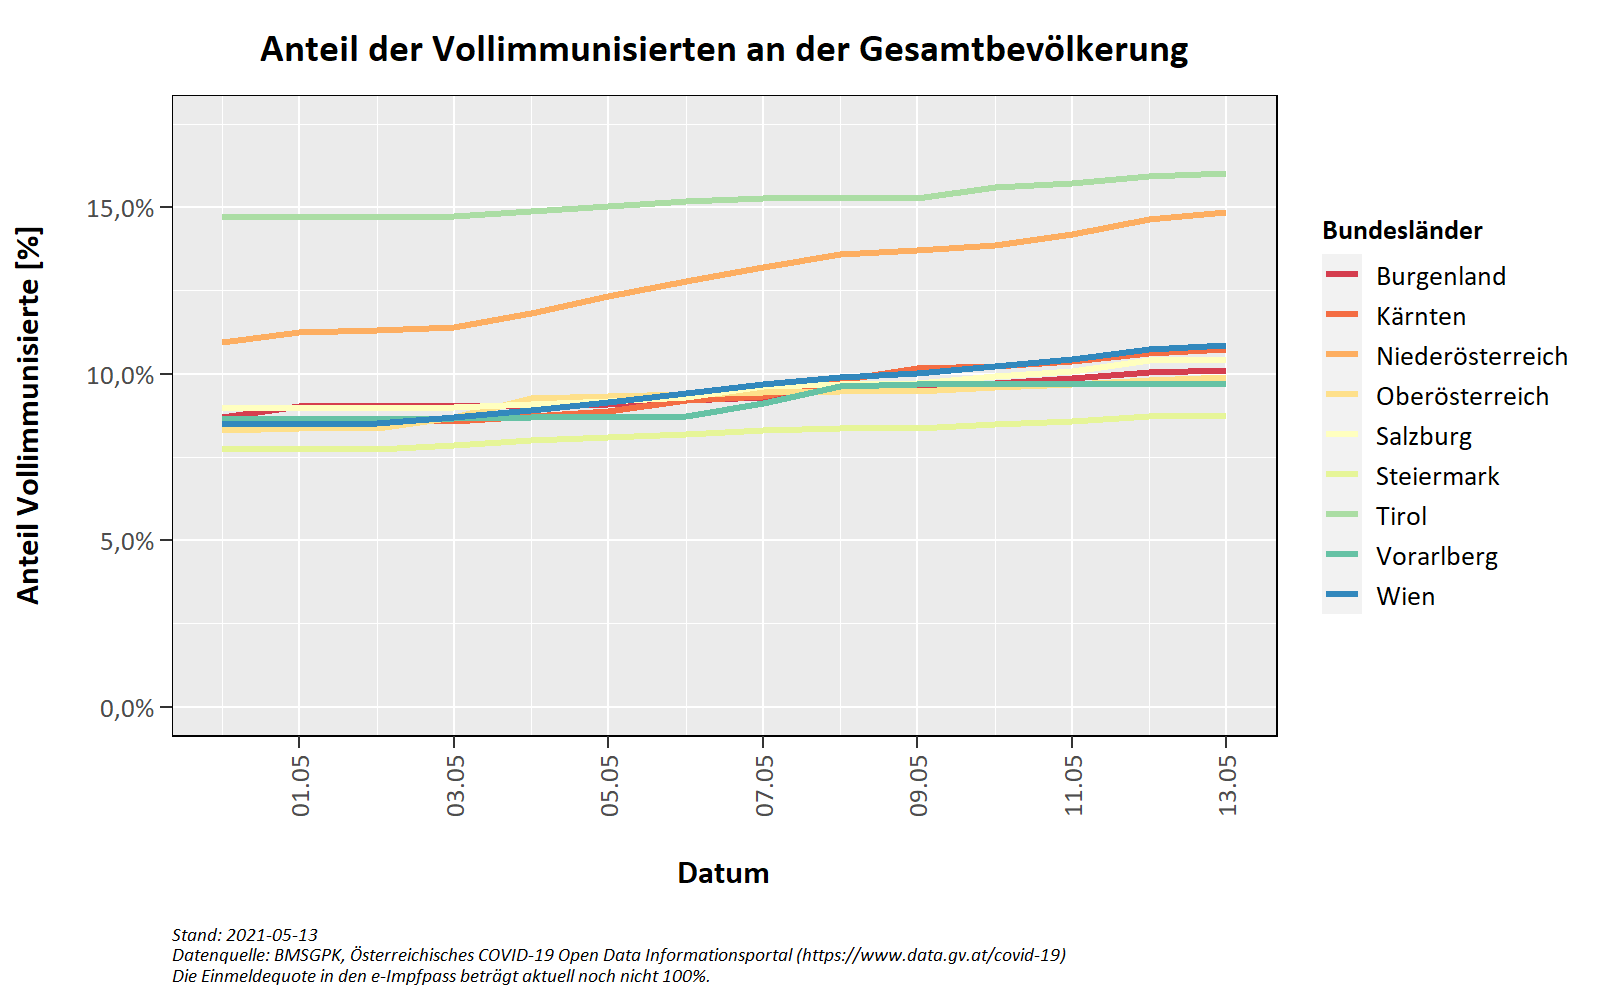 Anteil der Vollimmunisierten an der Gesamtbevölkerung
Anteil Vollimmunisierte [%]
15,0%
10,0%
5,0%
0,0%
01.05
03.05
05.05
07.05
09.05
11.05
13.05
Datum
Bundesländer
Burgenland
Kärnten
Niederösterreich
Oberösterreich
Salzburg
Steiermark
Tirol
Vorarlberg
Wien
Stand: 2021-05-13
Datenquelle: BMSGPK, Österreichisches COVID-19 Open Data Informationsportal (https://www.data.gv.at/covid-19)
Die Einmeldequote in den e-Impfpass beträgt aktuell noch nicht 100%.